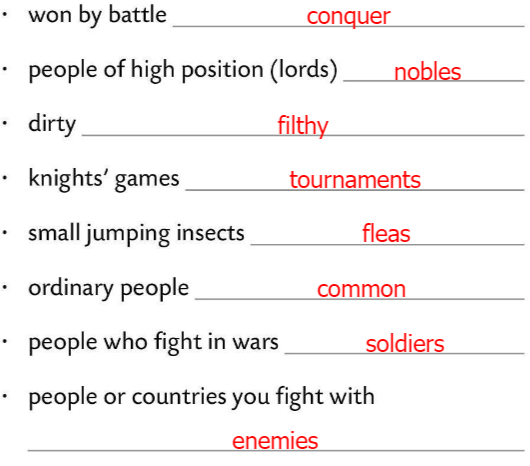 · won by battle conquer
· people of high position (lords) nobles
· dirty filthy
· knights' games tournaments
· small jumping insects fleas
· ordinary people common
· people who fight in wars soldiers
· people or countries you fight with
enemies